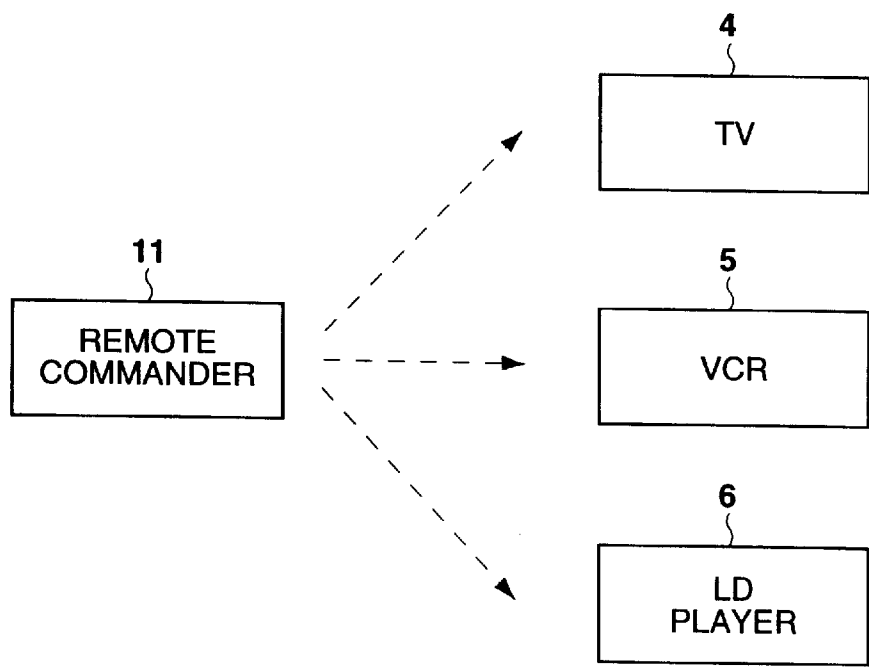 4
TV
11
REMOTE
COMMANDER
5
VCR
6
LD
PLAYER